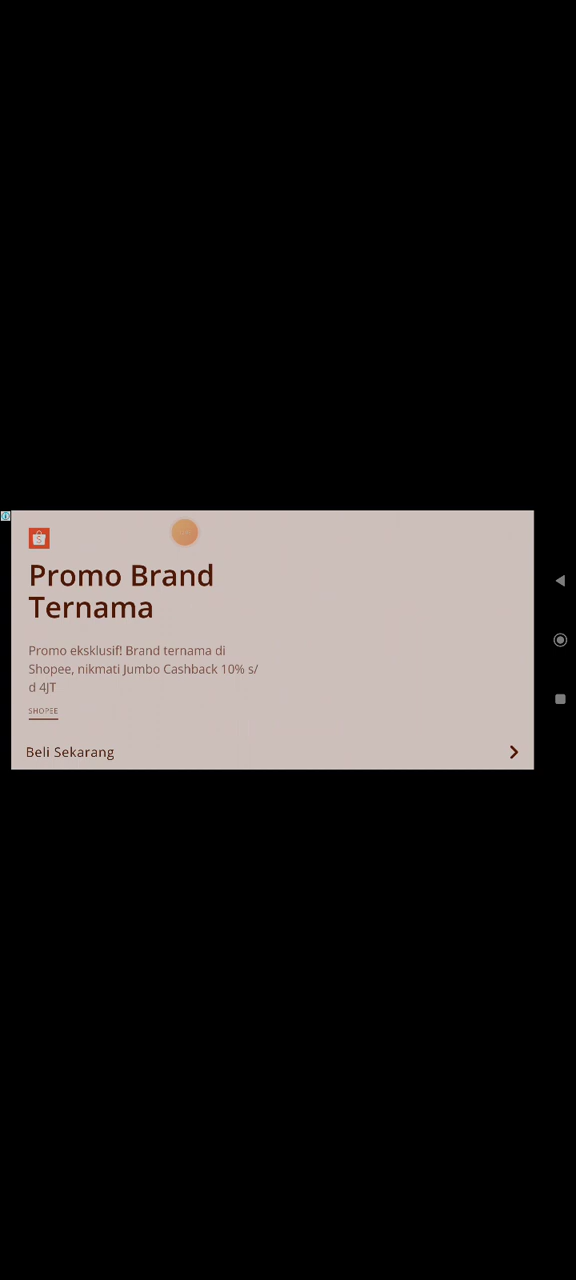 Promo Brand
Ternama
Promo eksklusif! Brand ternama di
Shopee, nikmati Jumbo Cashback 10% s/
d 4JT
SHOPEE
Beli Sekarang